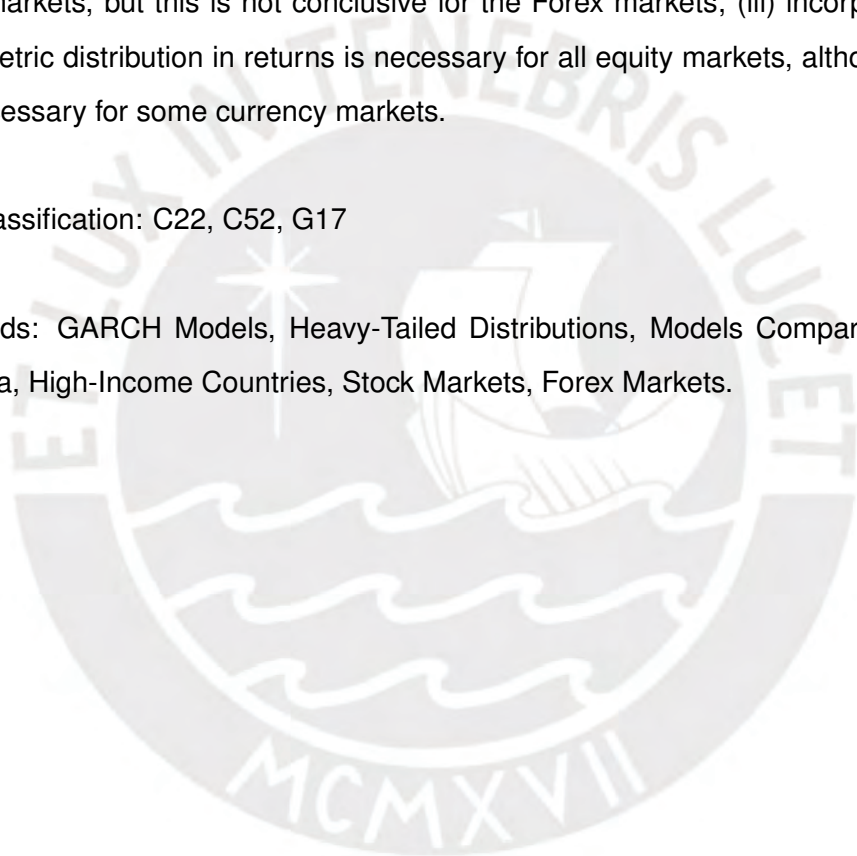 markets, but this is not conclusive for the Forex markets; (iii) incorp
etric distribution in returns is necessary for all equity markets, altho
cessary for some currency markets.
assification: C22, C52, G17
ds: GARCH Models, Heavy-Tailed Distributions, Models Compar
a, High-Income Countries, Stock Markets, Forex Markets.
ET LUX IN TENEBRIS LUCET
MCMXVII